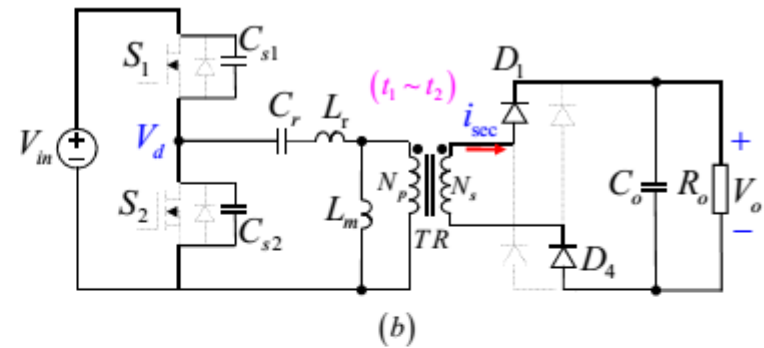 S1
Cs1
Vin
Vd
Cr
Lr
(t1 ~ t2)
isec
D1
Np
Ns
Lm
TR
S2
Cs2
D4
Co
Ro
+
Vo
−
(b)